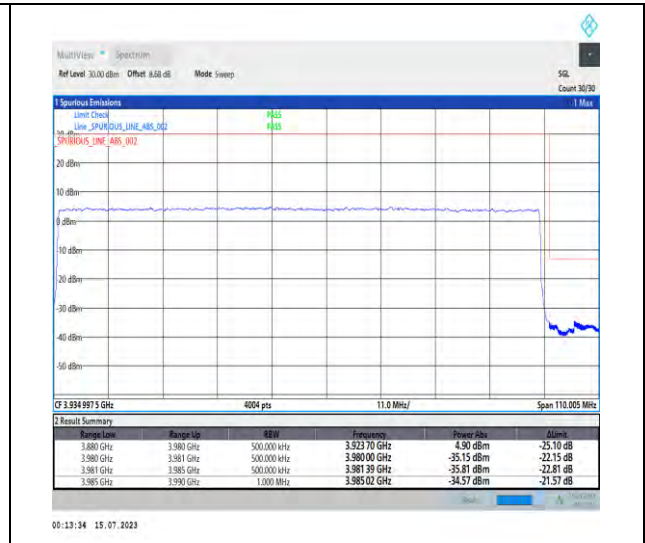 MultiView Spectrum
Ref Level 30.00 dBm Offset 8.68 dB Mode Sweep SGL
Count 30/30
1 Spurious Emissions 1 Max
Limit Check PASS
Line _SPURIOUS_LINE_ABS_002 PASS
_SPURIOUS_LINE_ABS_002
20 dBm
10 dBm
0 dBm
-10 dBm
-20 dBm
-30 dBm
-40 dBm
-50 dBm
CF 3.934 997 5 GHz 4004 pts 11.0 MHz/ Span 110.005 MHz
2 Result Summary
Range Low Range Up RBW Frequency Power Abs ΔLimit
3.880 GHz 3.980 GHz 500.000 kHz 3.923 70 GHz 4.90 dBm -25.10 dB
3.980 GHz 3.981 GHz 500.000 kHz 3.980 00 GHz -35.15 dBm -22.15 dB
3.981 GHz 3.985 GHz 500.000 kHz 3.981 39 GHz -35.81 dBm -22.81 dB
3.985 GHz 3.990 GHz 1.000 MHz 3.985 02 GHz -34.57 dBm -21.57 dB
00:13:34 15.07.2023